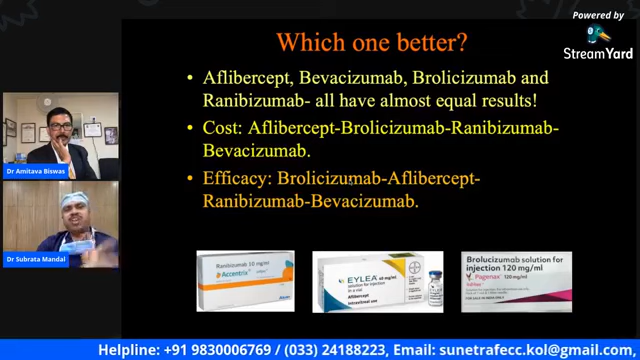 Powered by
StreamYard
Which one better?
• Aflibercept, Bevacizumab, Brolicizumab and
Ranibizumab- all have almost equal results!
• Cost: Aflibercept-Brolicizumab-Ranibizumab-
Bevacizumab.
• Efficacy: Brolicizumab-Aflibercept-
Ranibizumab-Bevacizumab.
Dr Amitava Biswas
Dr Subrata Mandal
Ranibizumab 10 mg/ml
Accentrix
EYLEA 40 mg/mL
solution for injection
in a vial
Aflibercept
Intravitreal use
Brolucizumab solution for
injection 120 mg/ml
Pagenax 120 mg/ml
Helpline: +91 9830006769 / (033) 24188223, Email: sunetrafecc.kol@gmail.com,